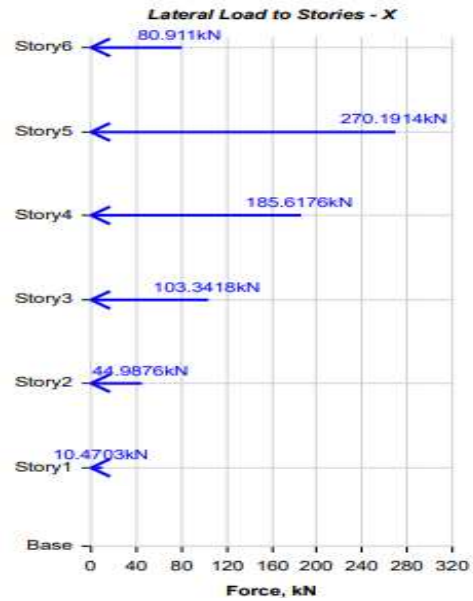 Lateral Load to Stories - X
Story6
80.911kN
Story5
270.1914kN
Story4
185.6176kN
Story3
103.3418kN
Story2
44.9876kN
Story1
10.4703kN
Base
0 40 80 120 160 200 240 280 320
Force, kN